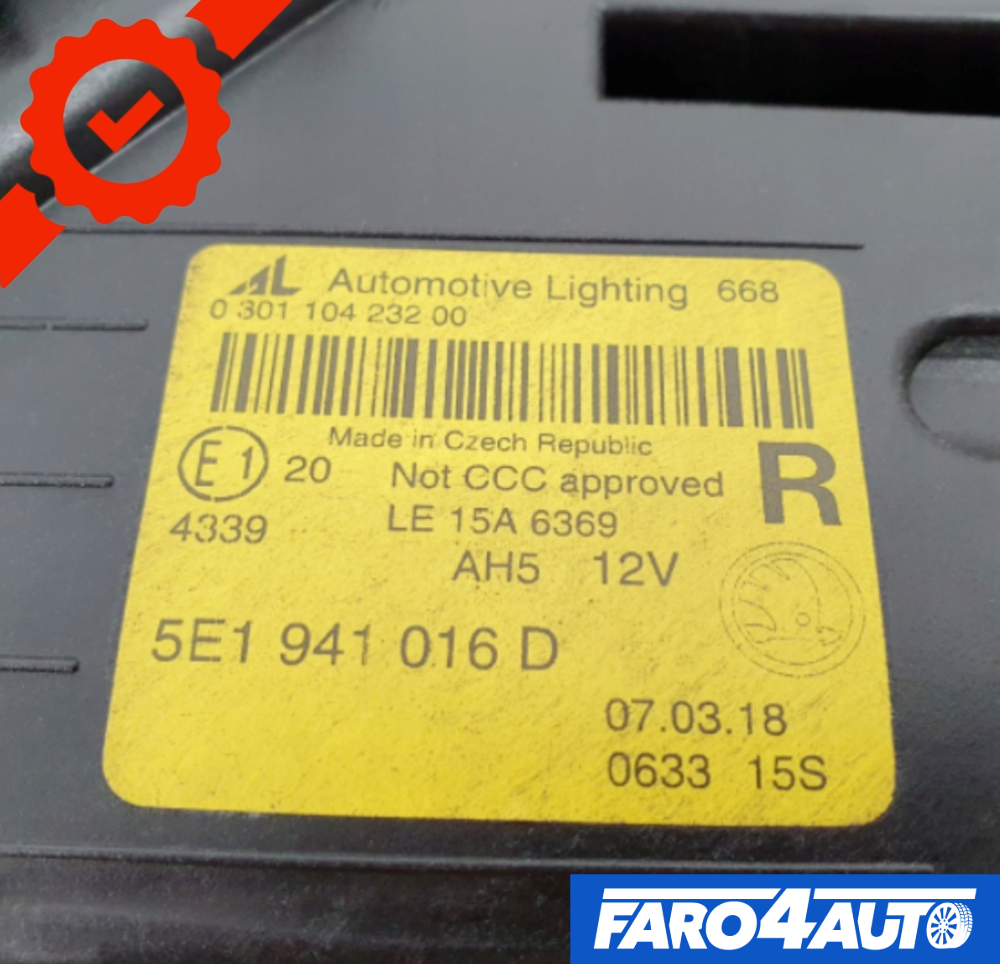 AL Automotive Lighting 668
0 301 104 232 00
Made in Czech Republic
E1 20 Not CCC approved R
4339 LE 15A 6369
AH5 12V
5E1 941 016 D
07.03.18
0633 15S
FARO4AUTO